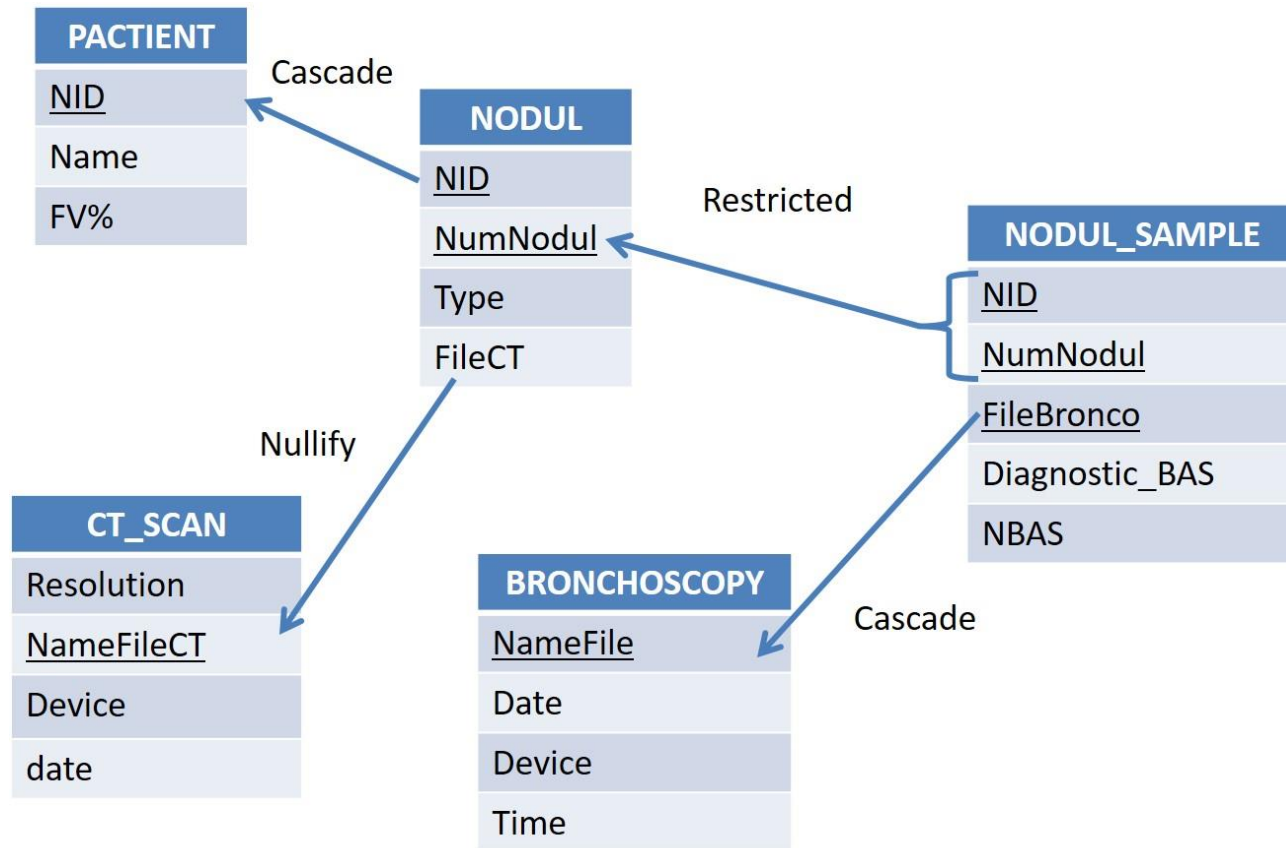 PACTIENT
NID
Name
FV%
Cascade
NODUL
NID
NumNodul
Type
FileCT
Restricted
NODUL_SAMPLE
NID
NumNodul
FileBronco
Diagnostic_BAS
NBAS
Nullify
CT_SCAN
Resolution
NameFileCT
Device
date
BRONCHOSCOPY
NameFile
Date
Device
Time
Cascade